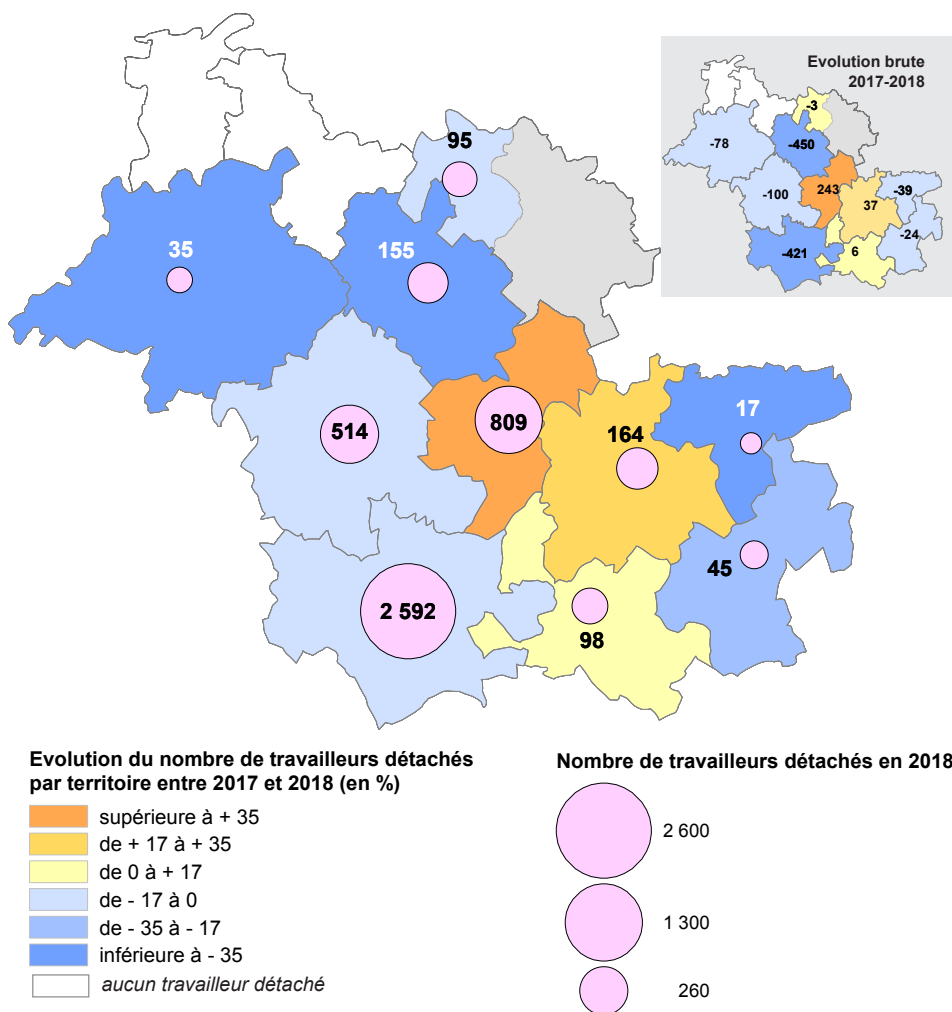 Evolution brute
2017-2018
-3
-78
-450
-100
243
37
-39
-24
-421
6
95
35
155
514
809
164
17
45
2 592
98
Evolution du nombre de travailleurs détachés
par territoire entre 2017 et 2018 (en %)
supérieure à + 35
de + 17 à + 35
de 0 à + 17
de - 17 à 0
de - 35 à - 17
inférieure à - 35
aucun travailleur détaché
Nombre de travailleurs détachés en 2018
2 600
1 300
260